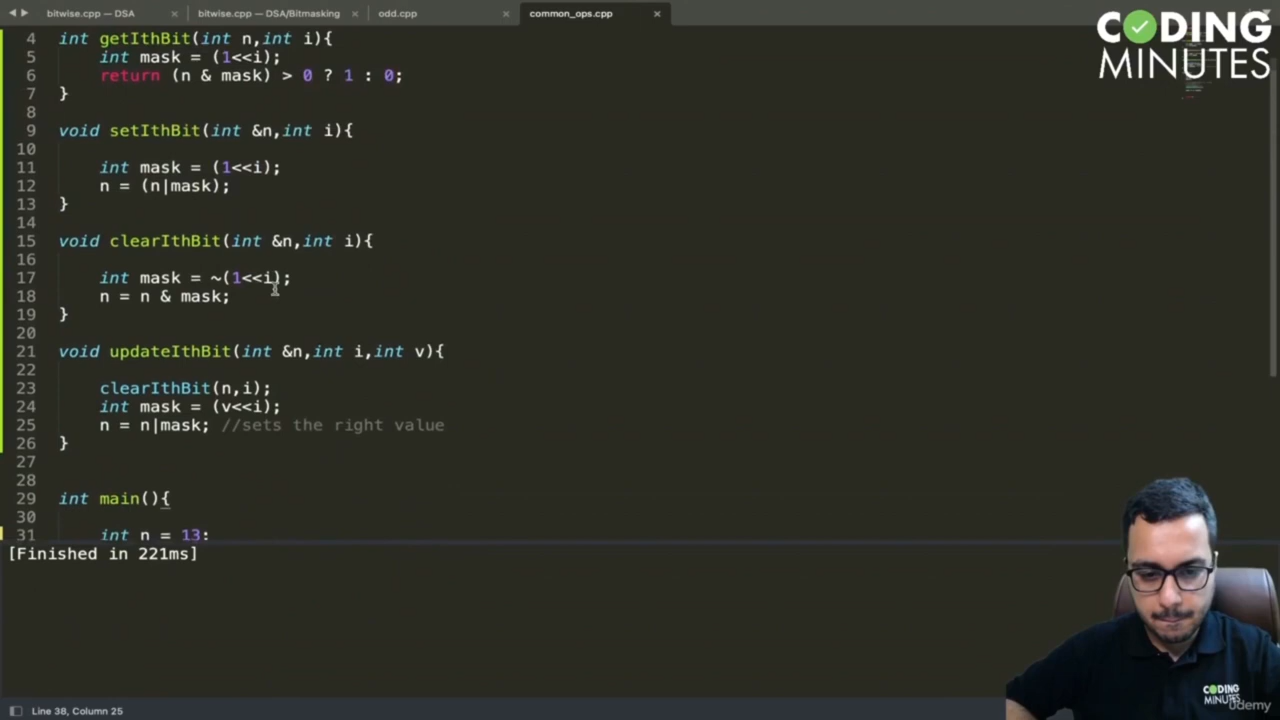 bitwise.cpp — DSA
bitwise.cpp — DSA/Bitmasking
odd.cpp
common_ops.cpp
CODING
MINUTES
4 int getIthBit(int n,int i){
5 int mask = (1<<i);
6 return (n & mask) > 0 ? 1 : 0;
7 }
8
9 void setIthBit(int &n,int i){
10
11 int mask = (1<<i);
12 n = (n|mask);
13 }
14
15 void clearIthBit(int &n,int i){
16
17 int mask = ~(1<<i);
18 n = n & mask;
19 }
20
21 void updateIthBit(int &n,int i,int v){
22
23 clearIthBit(n,i);
24 int mask = (v<<i);
25 n = n|mask; //sets the right value
26 }
27
28
29 int main(){
30
31 int n = 13;
[Finished in 221ms]
CODING
MINUTES
udemy
Line 38, Column 25